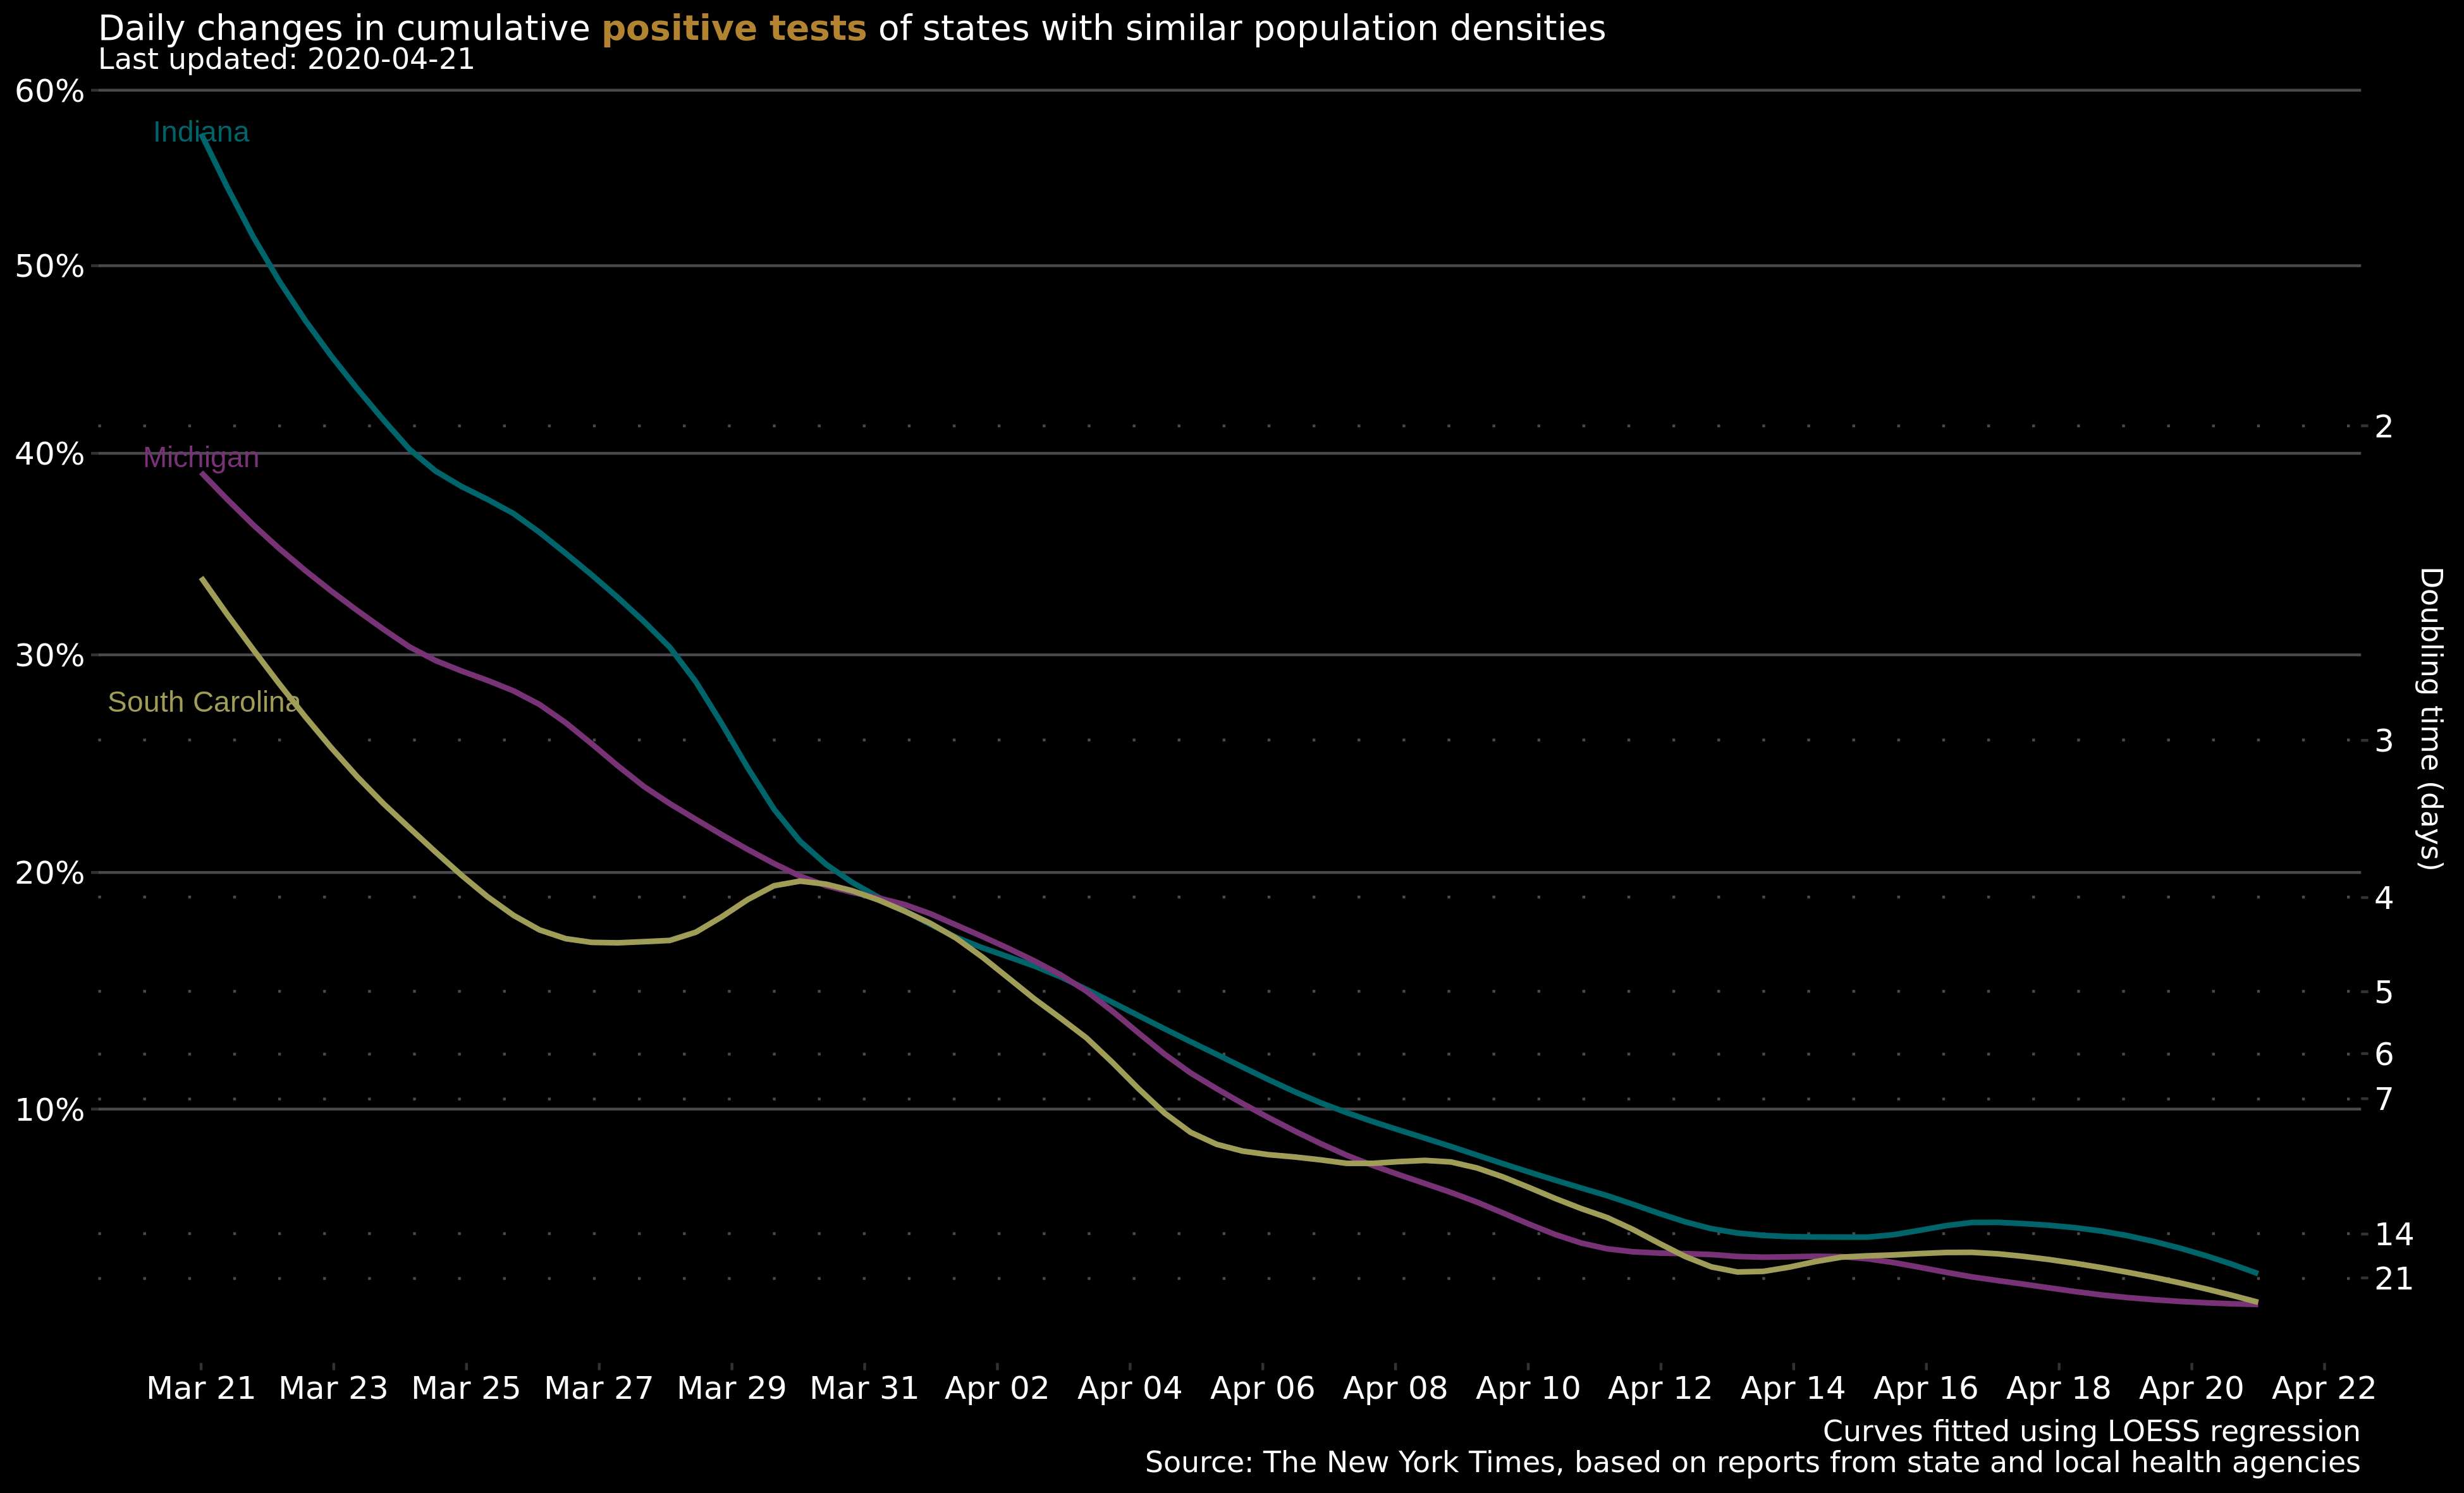 Daily changes in cumulative positive tests of states with similar population densities
Last updated: 2020-04-21
60%
Indiana
50%
2
40%
Michigan
30%
South Carolina
3
20%
4
5
6
7
10%
14
21
Doubling time (days)
Mar 21 Mar 23 Mar 25 Mar 27 Mar 29 Mar 31 Apr 02 Apr 04 Apr 06 Apr 08 Apr 10 Apr 12 Apr 14 Apr 16 Apr 18 Apr 20 Apr 22
Curves fitted using LOESS regression
Source: The New York Times, based on reports from state and local health agencies